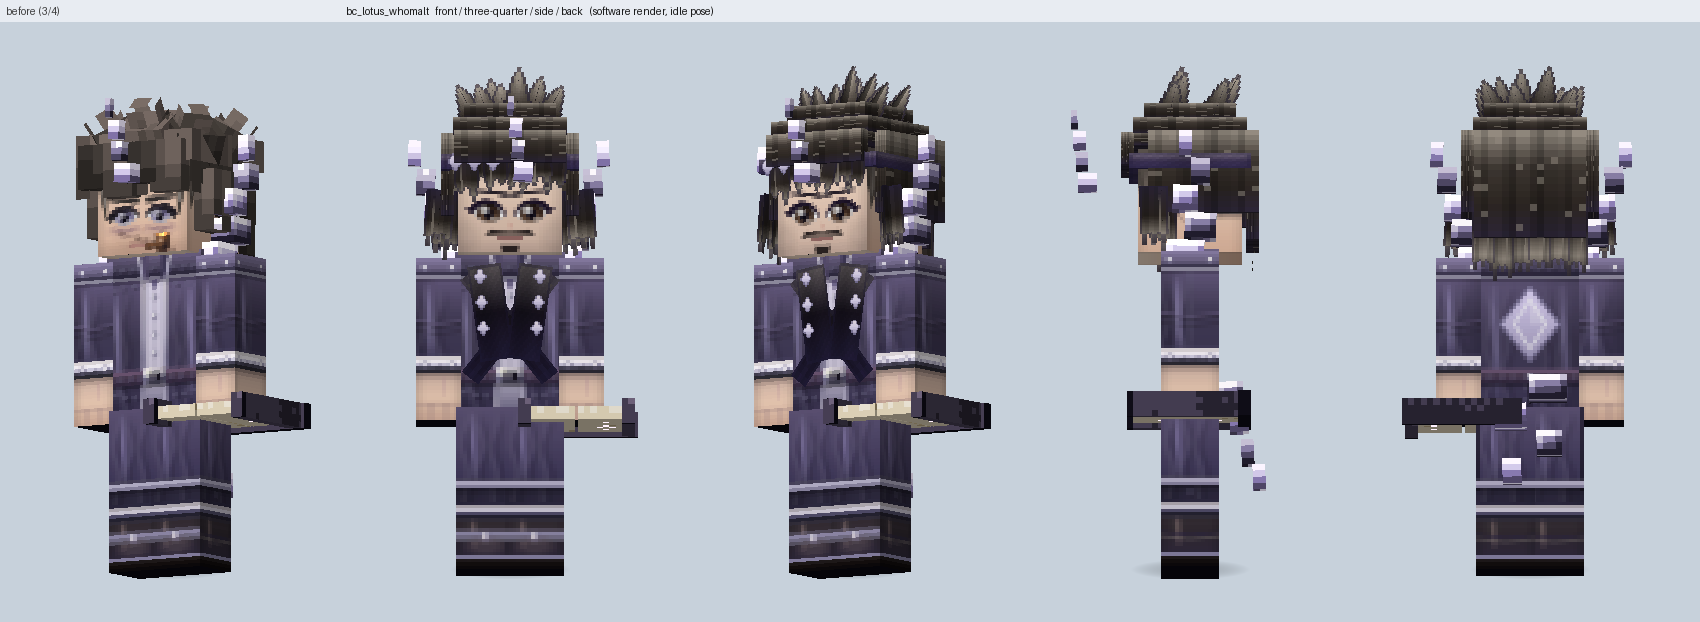 before (3/4)
bc_lotus_whomalt front / three-quarter / side / back (software render, idle pose)